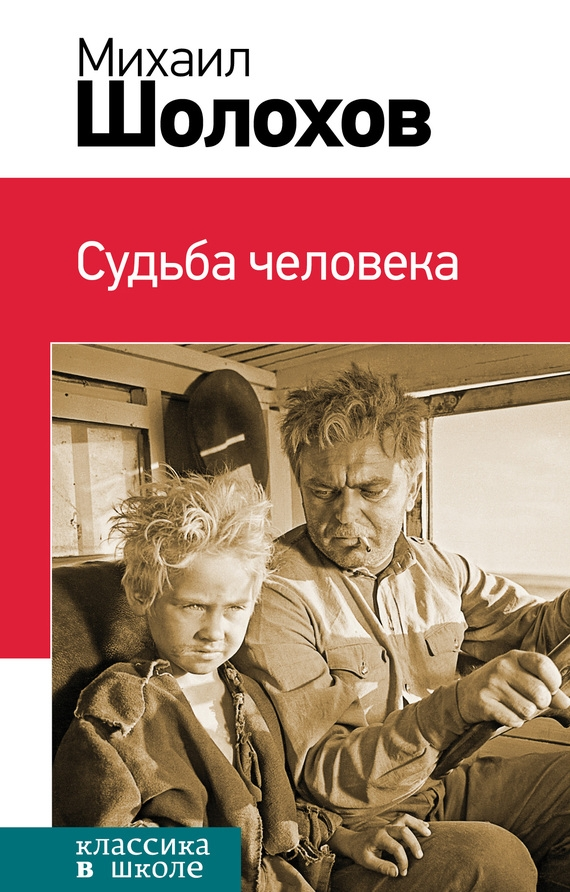 Михаил
Шолохов
Судьба человека
классика
в школе